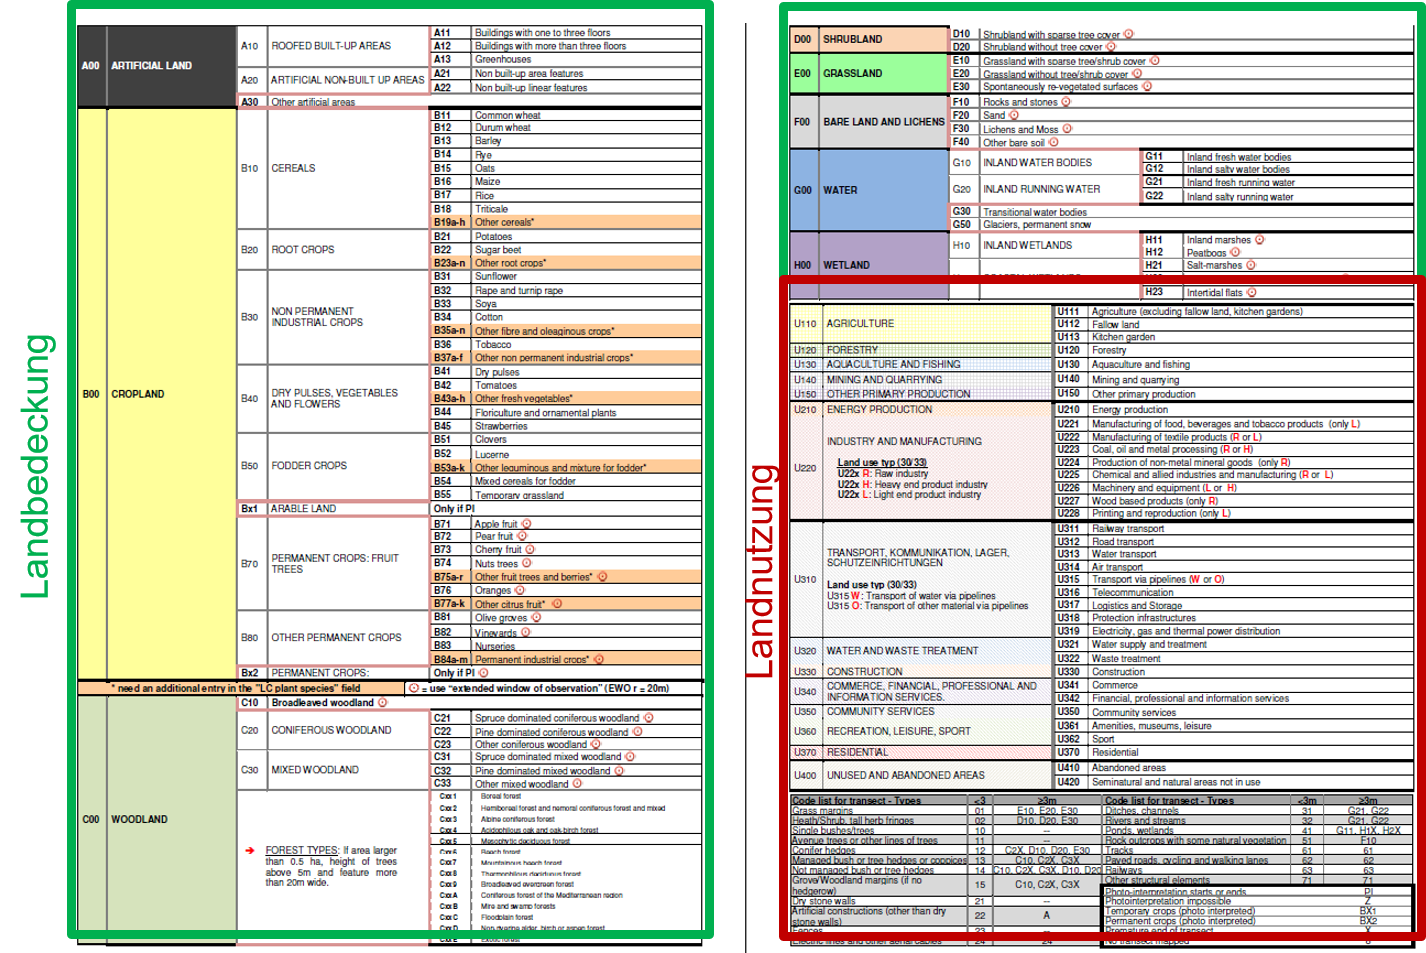 Landbedeckung
A00 ARTIFICIAL LAND
A10 ROOFED BUILT-UP AREAS
A11 Buildings with one to three floors
A12 Buildings with more than three floors
A13 Greenhouses
A20 ARTIFICIAL NON-BUILT UP AREAS
A21 Non built-up area features
A22 Non built-up linear features
A30 Other artificial areas
B00 CROPLAND
B10 CEREALS
B11 Common wheat
B12 Durum wheat
B13 Barley
B14 Rye
B15 Oats
B16 Maize
B17 Rice
B18 Triticale
B19a-h Other cereals*
B20 ROOT CROPS
B21 Potatoes
B22 Sugar beet
B23a-n Other root crops*
B30 NON PERMANENT
INDUSTRIAL CROPS
B31 Sunflower
B32 Rape and turnip rape
B33 Soya
B34 Cotton
B35a-n Other fibre and oleaginous crops*
B36 Tobacco
B37a-f Other non permanent industrial crops*
B40 DRY PULSES, VEGETABLES
AND FLOWERS
B41 Dry pulses
B42 Tomatoes
B43a-h Other fresh vegetables*
B44 Floriculture and ornamental plants
B45 Strawberries
B50 FODDER CROPS
B51 Clovers
B52 Lucerne
B53a-k Other leguminous and mixture for fodder*
B54 Mixed cereals for fodder
B55 Temporary grassland
Bx1 ARABLE LAND Only if PI
B70 PERMANENT CROPS: FRUIT
TREES
B71 Apple fruit
B72 Pear fruit
B73 Cherry fruit
B74 Nuts trees
B75a-r Other fruit trees and berries*
B76 Oranges
B77a-k Other citrus fruit*
B80 OTHER PERMANENT CROPS
B81 Olive groves
B82 Vineyards
B83 Nurseries
B84a-m Permanent industrial crops*
Bx2 PERMANENT CROPS: Only if PI
* need an additional entry in the "LC plant species" field
= use "extended window of observation" (EWO r = 20m)
C00 WOODLAND
C10 Broadleaved woodland
C20 CONIFEROUS WOODLAND
C21 Spruce dominated coniferous woodland
C22 Pine dominated coniferous woodland
C23 Other coniferous woodland
C30 MIXED WOODLAND
C31 Spruce dominated mixed woodland
C32 Pine dominated mixed woodland
C33 Other mixed woodland
➔ FOREST TYPES: If area larger
than 0.5 ha, height of trees
above 5m and feature more
than 20m wide.
Cxx1 Boreal forest
Cxx2 Hemiboreal forest and nemoral coniferous forest and mixed
Cxx3 Alpine coniferous forest
Cxx4 Acidophilous oak and oak-birch forest
Cxx5 Mesophytic deciduous forest
Cxx6 Beech forest
Cxx7 Mountainous beech forest
Cxx8 Thermophilous deciduous forest
Cxx9 Broadleaved evergreen forest
CxxA Coniferous forest of the Mediterranean region
CxxB Mire and swamp forests
CxxC Floodplain forest
CxxD Non-riverine alder, birch or aspen forest
CxxE Exotic forest
D00 SHRUBLAND
D10 Shrubland with sparse tree cover
D20 Shrubland without tree cover
E00 GRASSLAND
E10 Grassland with sparse tree/shrub cover
E20 Grassland without tree/shrub cover
E30 Spontaneously re-vegetated surfaces
F00 BARE LAND AND LICHENS
F10 Rocks and stones
F20 Sand
F30 Lichens and Moss
F40 Other bare soil
G00 WATER
G10 INLAND WATER BODIES
G11 Inland fresh water bodies
G12 Inland salty water bodies
G20 INLAND RUNNING WATER
G21 Inland fresh running water
G22 Inland salty running water
G30 Transitional water bodies
G50 Glaciers, permanent snow
H00 WETLAND
H10 INLAND WETLANDS
H11 Inland marshes
H12 Peatbogs
H21 Salt-marshes
H23 Intertidal flats
Landnutzung
U110 AGRICULTURE
U111 Agriculture (excluding fallow land, kitchen gardens)
U112 Fallow land
U113 Kitchen garden
U120 FORESTRY U120 Forestry
U130 AQUACULTURE AND FISHING U130 Aquaculture and fishing
U140 MINING AND QUARRYING U140 Mining and quarrying
U150 OTHER PRIMARY PRODUCTION U150 Other primary production
U210 ENERGY PRODUCTION U210 Energy production
U220 INDUSTRY AND MANUFACTURING
Land use typ (30/33)
U22x R: Raw industry
U22x H: Heavy end product industry
U22x L: Light end product industry
U221 Manufacturing of food, beverages and tobacco products (only L)
U222 Manufacturing of textile products (R or L)
U223 Coal, oil and metal processing (R or H)
U224 Production of non-metal mineral goods (only R)
U225 Chemical and allied industries and manufacturing (R or L)
U226 Machinery and equipment (L or H)
U227 Wood based products (only R)
U228 Printing and reproduction (only L)
U310 TRANSPORT, KOMMUNIKATION, LAGER,
SCHUTZEINRICHTUNGEN
Land use typ (30/33)
U315 W: Transport of water via pipelines
U315 O: Transport of other material via pipelines
U311 Railway transport
U312 Road transport
U313 Water transport
U314 Air transport
U315 Transport via pipelines (W or O)
U316 Telecommunication
U317 Logistics and Storage
U318 Protection infrastructures
U319 Electricity, gas and thermal power distribution
U320 WATER AND WASTE TREATMENT
U321 Water supply and treatment
U322 Waste treatment
U330 CONSTRUCTION U330 Construction
U340 COMMERCE, FINANCIAL, PROFESSIONAL AND
INFORMATION SERVICES.
U341 Commerce
U342 Financial, professional and information services
U350 COMMUNITY SERVICES U350 Community services
U360 RECREATION, LEISURE, SPORT
U361 Amenities, museums, leisure
U362 Sport
U370 RESIDENTIAL U370 Residential
U400 UNUSED AND ABANDONED AREAS
U410 Abandoned areas
U420 Seminatural and natural areas not in use
Code list for transect - Types <3 ≥3m
Grass margins 01 E10, E20, E30
Heath/Shrub, tall herb fringes 02 D10, D20, E30
Single bushes/trees 10 --
Avenue trees or other lines of trees 11 --
Conifer hedges 12 C2X, D10, D20, E30
Managed bush or tree hedges or coppices 13 C10, C2X, C3X
Not managed bush or tree hedges 14 C10, C2X, C3X, D10, D20
Grove/Woodland margins (if no
hedgerow) 15 C10, C2X, C3X
Dry stone walls 21 --
Artificial constructions (other than dry
stone walls) 22 A
Fences 23 --
Electric lines and other aerial cables 24 24
Code list for transect - Types <3m ≥3m
Ditches, channels 31 G21, G22
Rivers and streams 32 G21, G22
Ponds, wetlands 41 G11, H1X, H2X
Rock outcrops with some natural vegetation 51 F10
Tracks 61 61
Paved roads, cycling and walking lanes 62 62
Railways 63 63
Other structural elements 71 71
Photo-interpretation starts or ends PI
Photointerpretation impossible Z
Temporary crops (photo interpreted) BX1
Permanent crops (photo interpreted) BX2
Premature end of transect X
No transect mapped